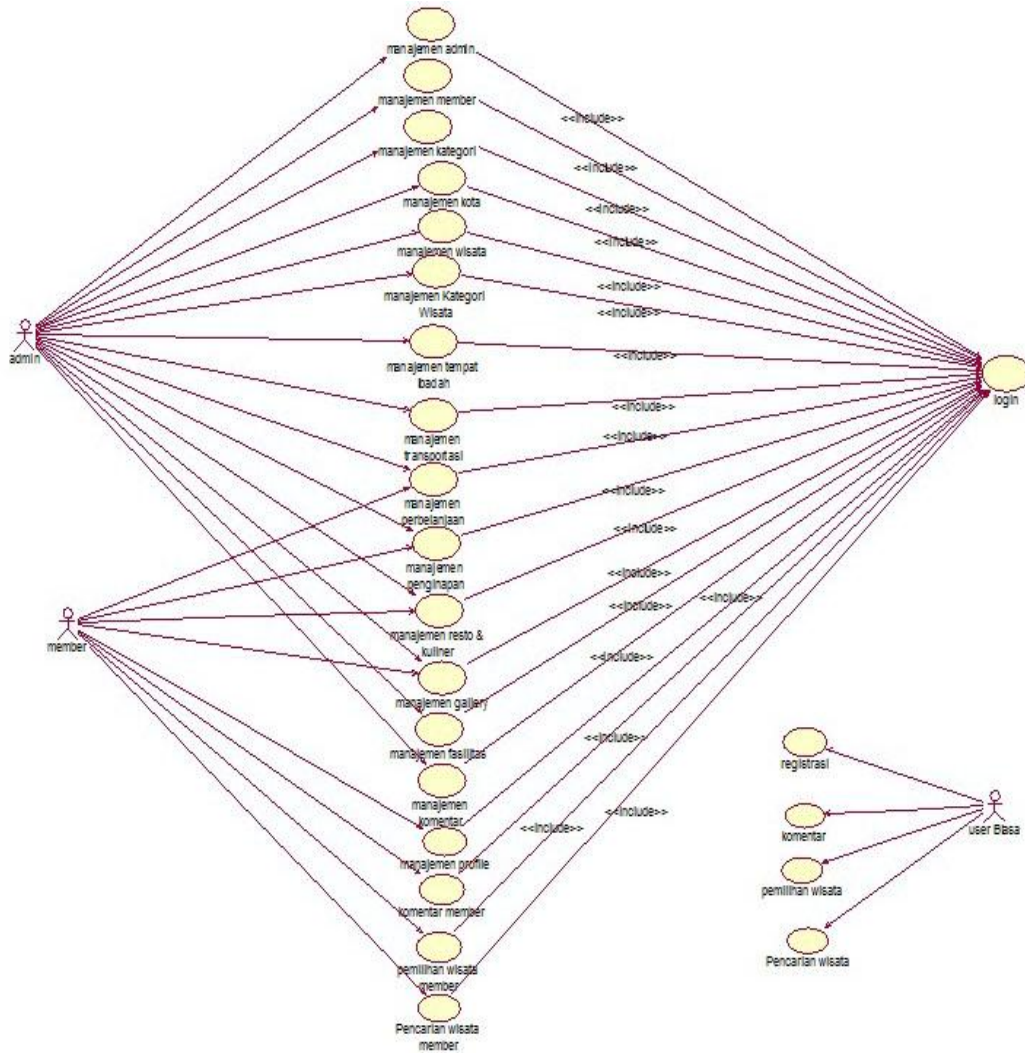 manajemen admin
manajemen member
<<include>>
manajemen kategori
<<include>>
manajemen kota
<<include>>
<<include>>
manajemen wisata
<<include>>
manajemen Kategori
Wisata
<<include>>
admin
<<include>>
manajemen tempat
ibadah
login
<<include>>
manajemen
transportasi
<<include>>
manajemen
perbelanjaan
<<include>>
<<include>>
manajemen
penginapan
<<include>>
<<include>>
<<include>>
member
manajemen resto &
kuliner
<<include>>
manajemen gallery
<<include>>
<<include>>
manajemen fasilitas
registrasi
manajemen
komentar
<<include>>
<<include>>
komentar
user Biasa
manajemen profile
pemilihan wisata
komentar member
Pencarian wisata
pemilihan wisata
member
Pencarian wisata
member